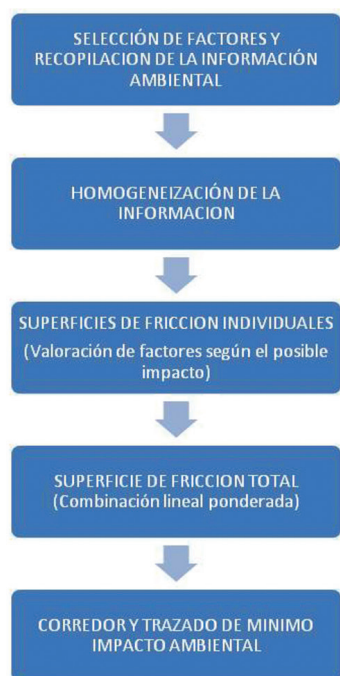 SELECCIÓN DE FACTORES Y
RECOPILACION DE LA INFORMACIÓN
AMBIENTAL
HOMOGENEIZACIÓN DE LA
INFORMACION
SUPERFICIES DE FRICCION INDIVIDUALES
(Valoración de factores según el posible
impacto)
SUPERFICIE DE FRICCION TOTAL
(Combinación lineal ponderada)
CORREDOR Y TRAZADO DE MINIMO
IMPACTO AMBIENTAL